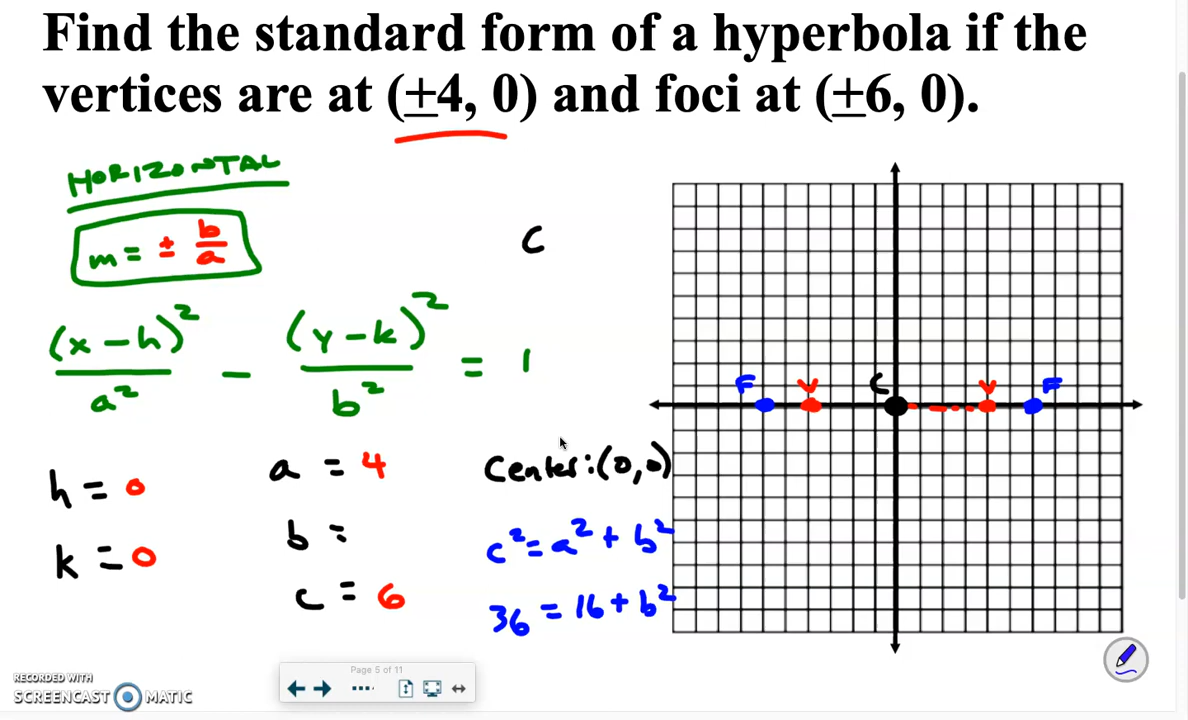 Find the standard form of a hyperbola if the
vertices are at (±4, 0) and foci at (±6, 0).
HORIZONTAL
m = ± b/a
C
(x-h)²/a² - (y-k)²/b² = 1
F V C V F
h = 0
k = 0
a = 4
b =
c = 6
Center: (0,0)
c² = a² + b²
36 = 16 + b²
Page 5 of 11
RECORDED WITH
SCREENCAST MATIC